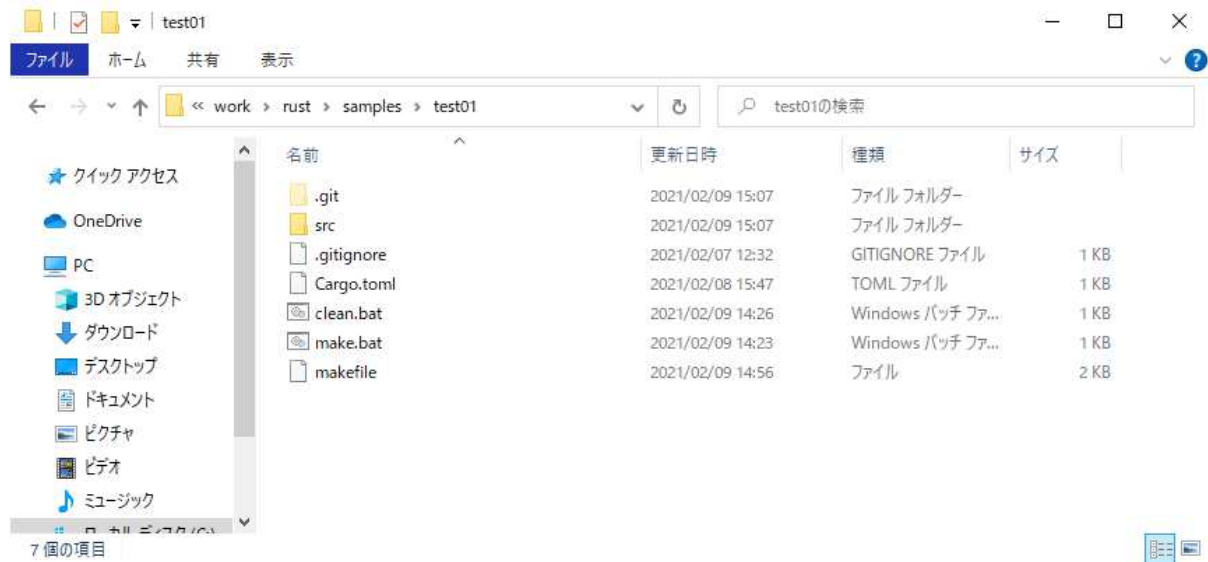 test01
ファイル ホーム 共有 表示
« work › rust › samples › test01 test01の検索
名前 更新日時 種類 サイズ
クイック アクセス
OneDrive
PC
3D オブジェクト
ダウンロード
デスクトップ
ドキュメント
ピクチャ
ビデオ
ミュージック
ローカル ディスク (C:)
.git 2021/02/09 15:07 ファイル フォルダー
src 2021/02/09 15:07 ファイル フォルダー
.gitignore 2021/02/07 12:32 GITIGNORE ファイル 1 KB
Cargo.toml 2021/02/08 15:47 TOML ファイル 1 KB
clean.bat 2021/02/09 14:26 Windows バッチ ファ... 1 KB
make.bat 2021/02/09 14:23 Windows バッチ ファ... 1 KB
makefile 2021/02/09 14:56 ファイル 2 KB
7 個の項目